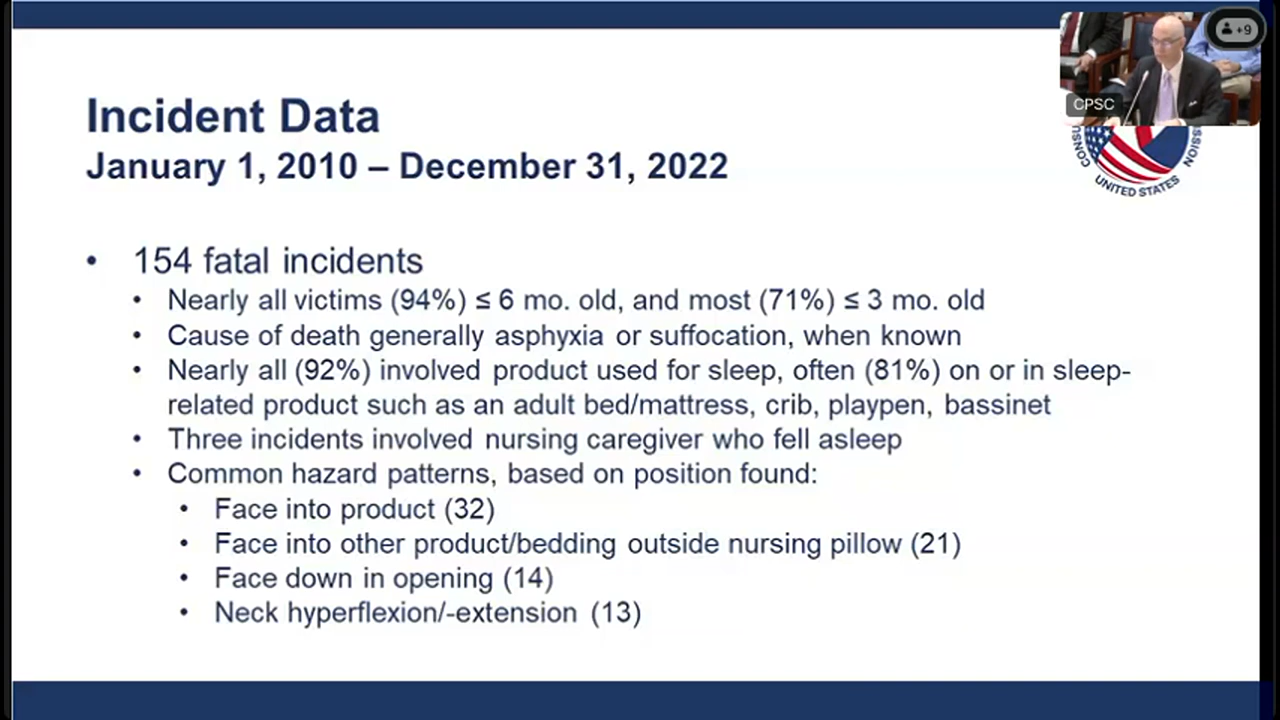 Incident Data
January 1, 2010 – December 31, 2022
+9
CPSC
CONSU
SSION
UNITED STATES
• 154 fatal incidents
• Nearly all victims (94%) ≤ 6 mo. old, and most (71%) ≤ 3 mo. old
• Cause of death generally asphyxia or suffocation, when known
• Nearly all (92%) involved product used for sleep, often (81%) on or in sleep-
related product such as an adult bed/mattress, crib, playpen, bassinet
• Three incidents involved nursing caregiver who fell asleep
• Common hazard patterns, based on position found:
• Face into product (32)
• Face into other product/bedding outside nursing pillow (21)
• Face down in opening (14)
• Neck hyperflexion/-extension (13)